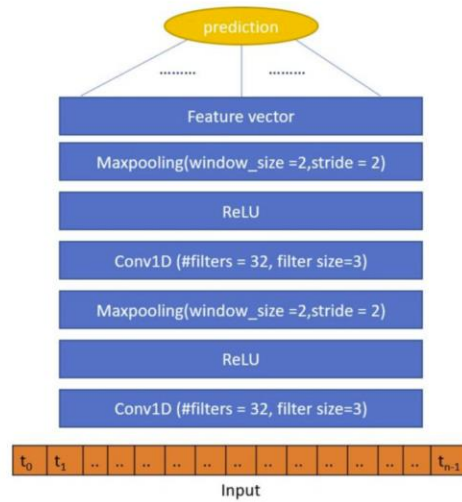 prediction
......... .........
Feature vector
Maxpooling(window_size =2,stride = 2)
ReLU
Conv1D (#filters = 32, filter size=3)
Maxpooling(window_size =2,stride = 2)
ReLU
Conv1D (#filters = 32, filter size=3)
t0 t1 .. .. .. .. .. .. .. .. .. .. .. tn-1
Input